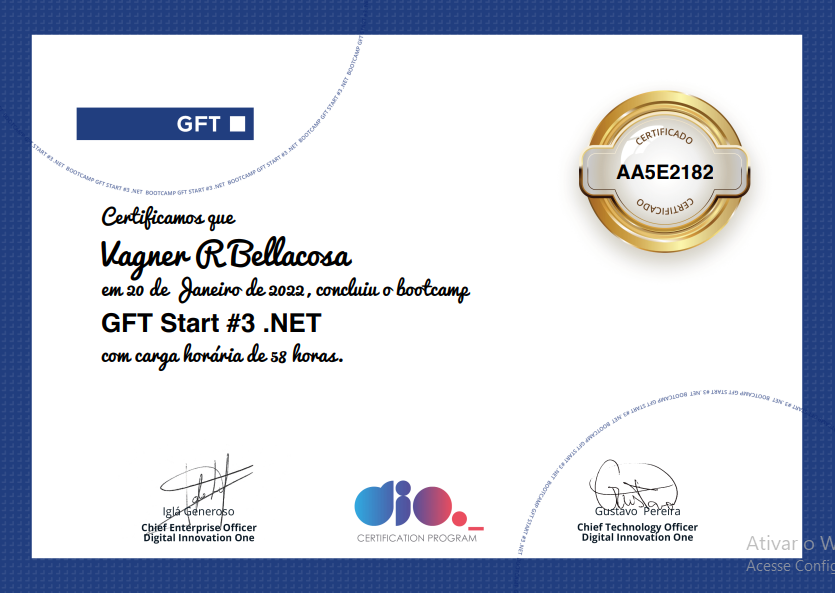 BOOTCAMP GFT START #3 .NET BOOTCAMP GFT START #3 .NET BOOTCAMP GFT START #3 .NET BOOTCAMP GFT
GFT
CERTIFICADO
AA5E2182
CERTIFICADO
Certificamos que
Vagner R Bellacosa
em 20 de Janeiro de 2022, concluiu o bootcamp
GFT Start #3 .NET
com carga horária de 58 horas.
BOOTCAMP GFT START #3 .NET BOOTCAMP GFT START #3 .NET BOOTCAMP GFT START #3 .NET
Iglá Generoso
Chief Enterprise Officer
Digital Innovation One
dio.
CERTIFICATION PROGRAM
Gustavo Pereira
Chief Technology Officer
Digital Innovation One
Ativar o W
Acesse Config